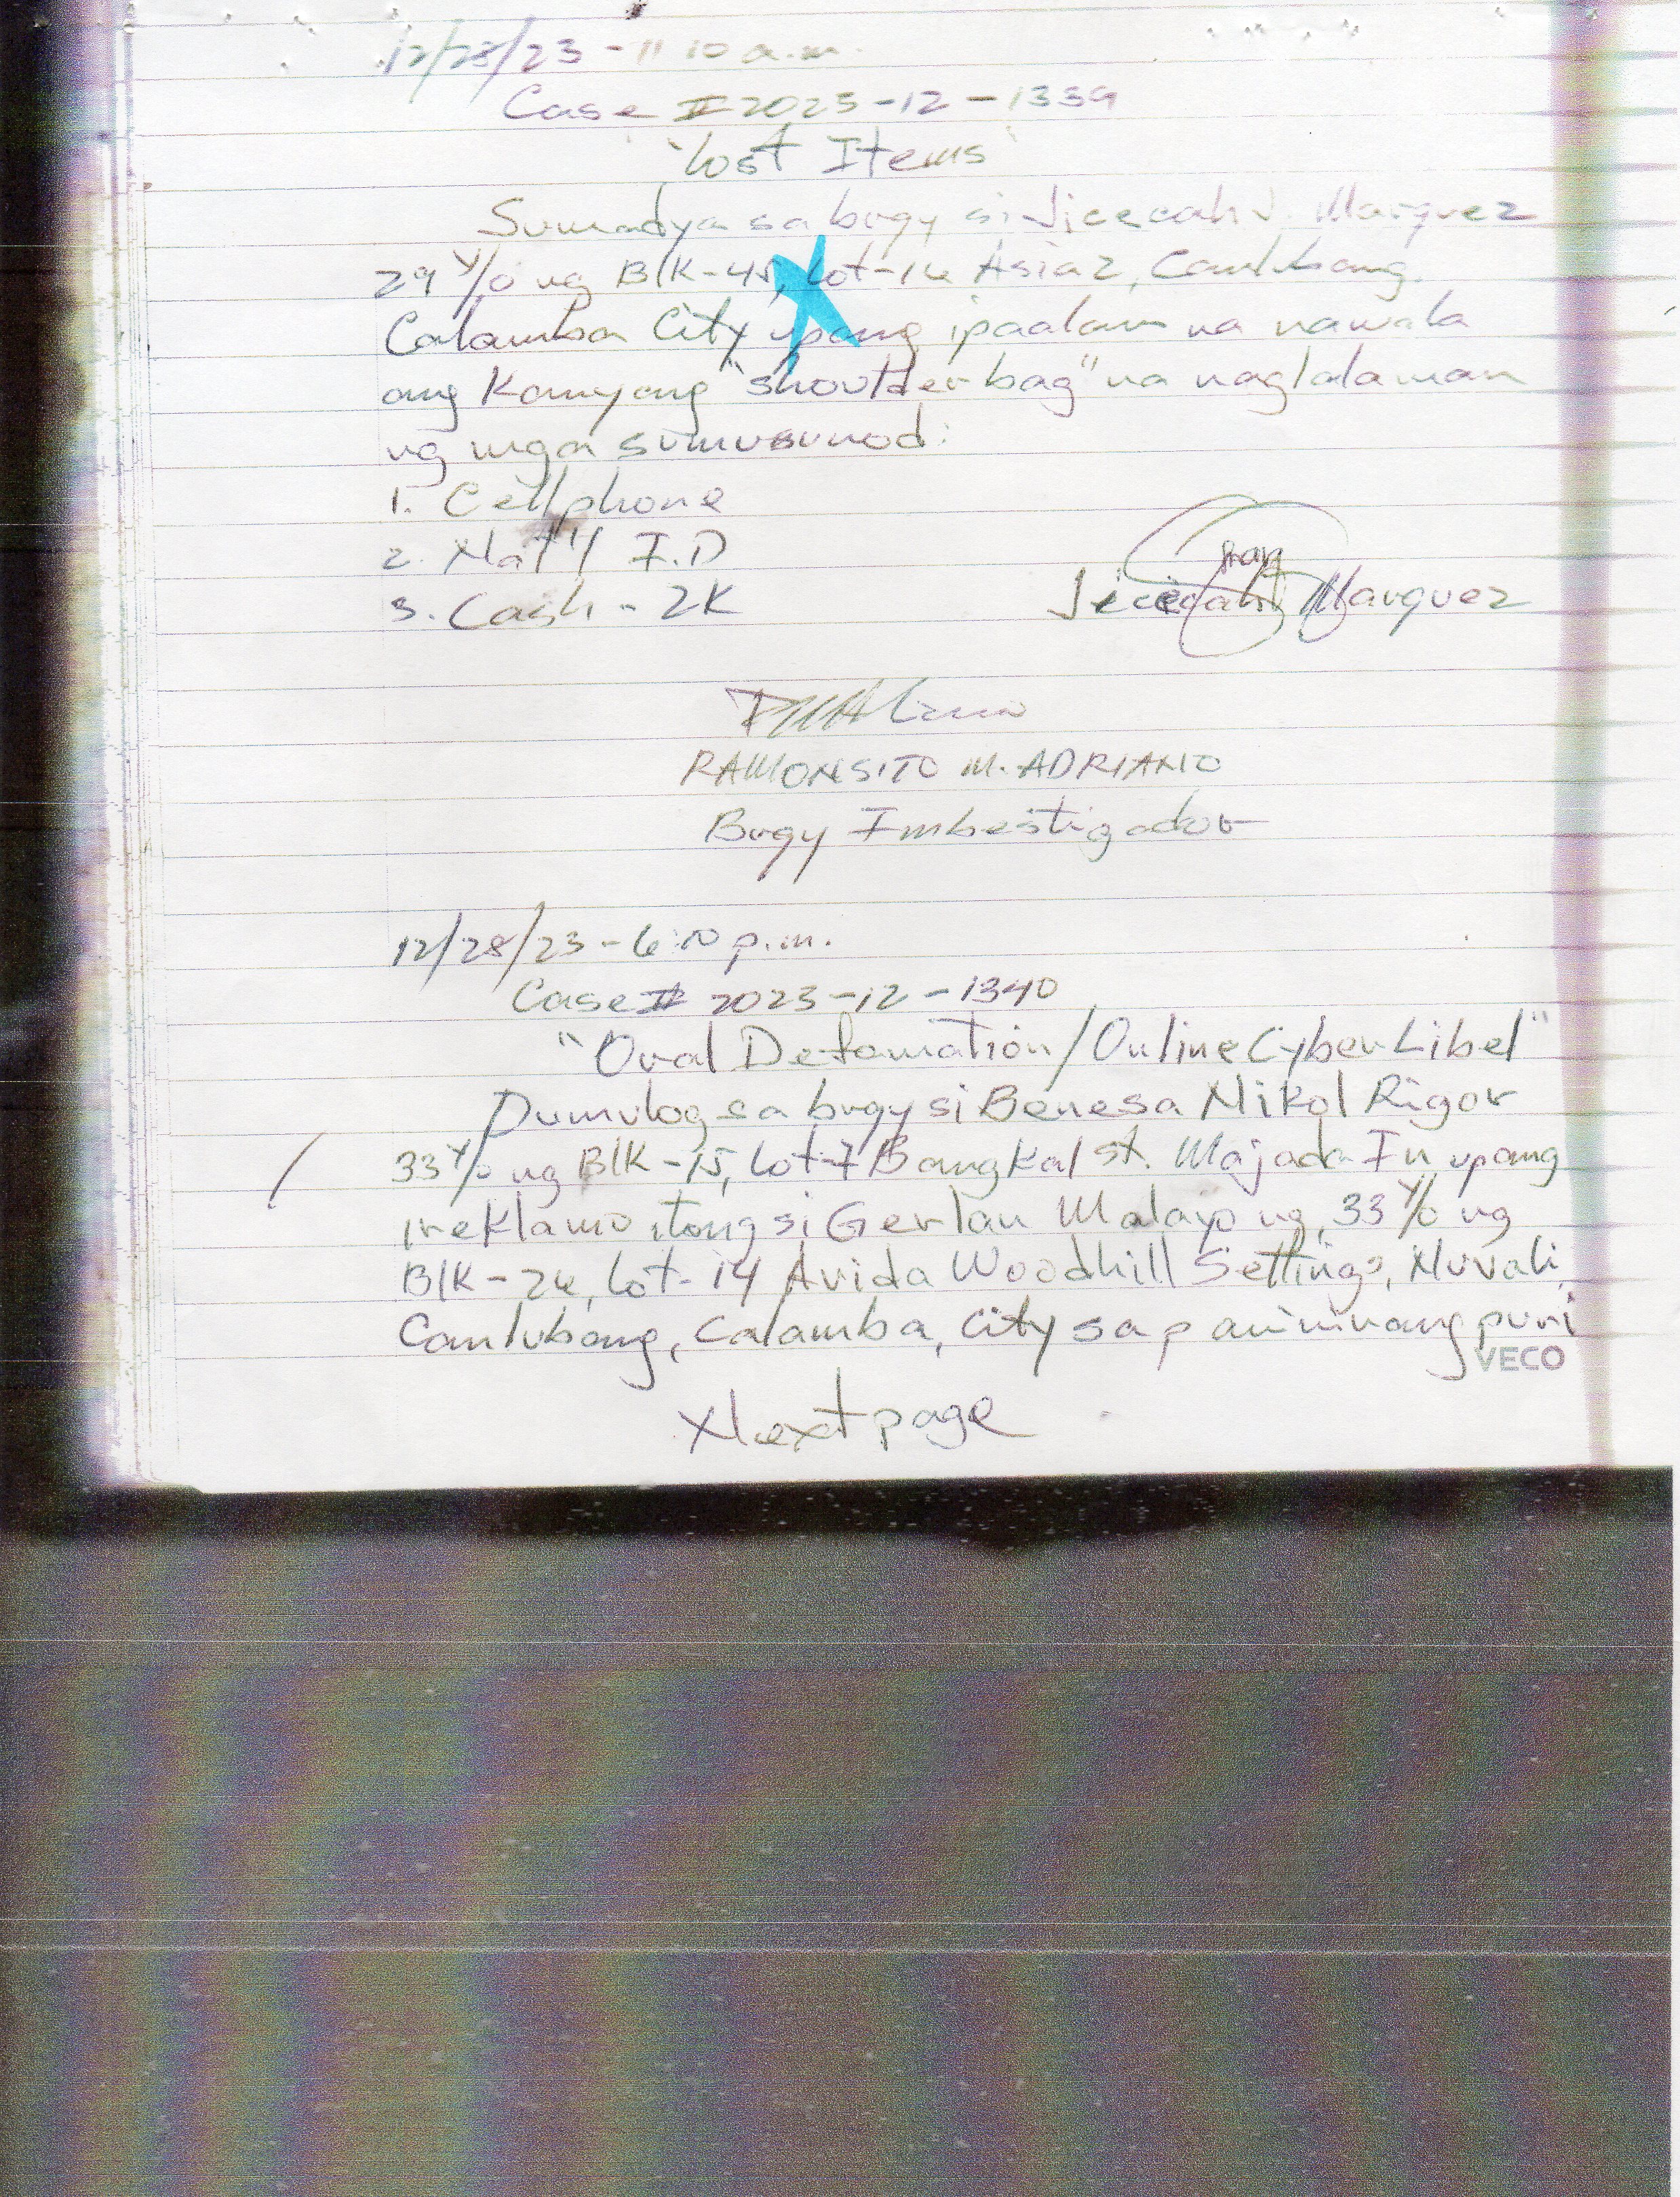 12/28/23 - 11 10 a.m.
Case # 2023-12-1339
"Lost Items"
Sumadya sa brgy si Jicecah J. Marquez
29 y/o ng Blk-45, Lot-16 Asia 2, Canlubang,
Calamba City upang ipaalam na nawala
ang kanyang "shoulder bag" na naglalaman
ng mga sumusunod:
1. Cellphone
2. Nat'l I.D
3. Cash - 2K
Jicecah Marquez
RAMONSITO M. ADRIANO
Brgy Imbestigador
12/28/23 - 6:10 p.m.
Case # 2023-12-1340
"Oral Defamation/Online Cyber Libel"
Dumulog sa brgy si Benesa Nikol Rigor
33 y/o ng Blk-15, Lot-7 Bangkal st. Majada In upang
ireklamo itong si Gerlan Malayo ng, 33 y/o ng
Blk-26, Lot-14 Avida Woodhill Settings, Nuvali,
Canlubang, Calamba, City sa paninirang puri
VECO
Next page